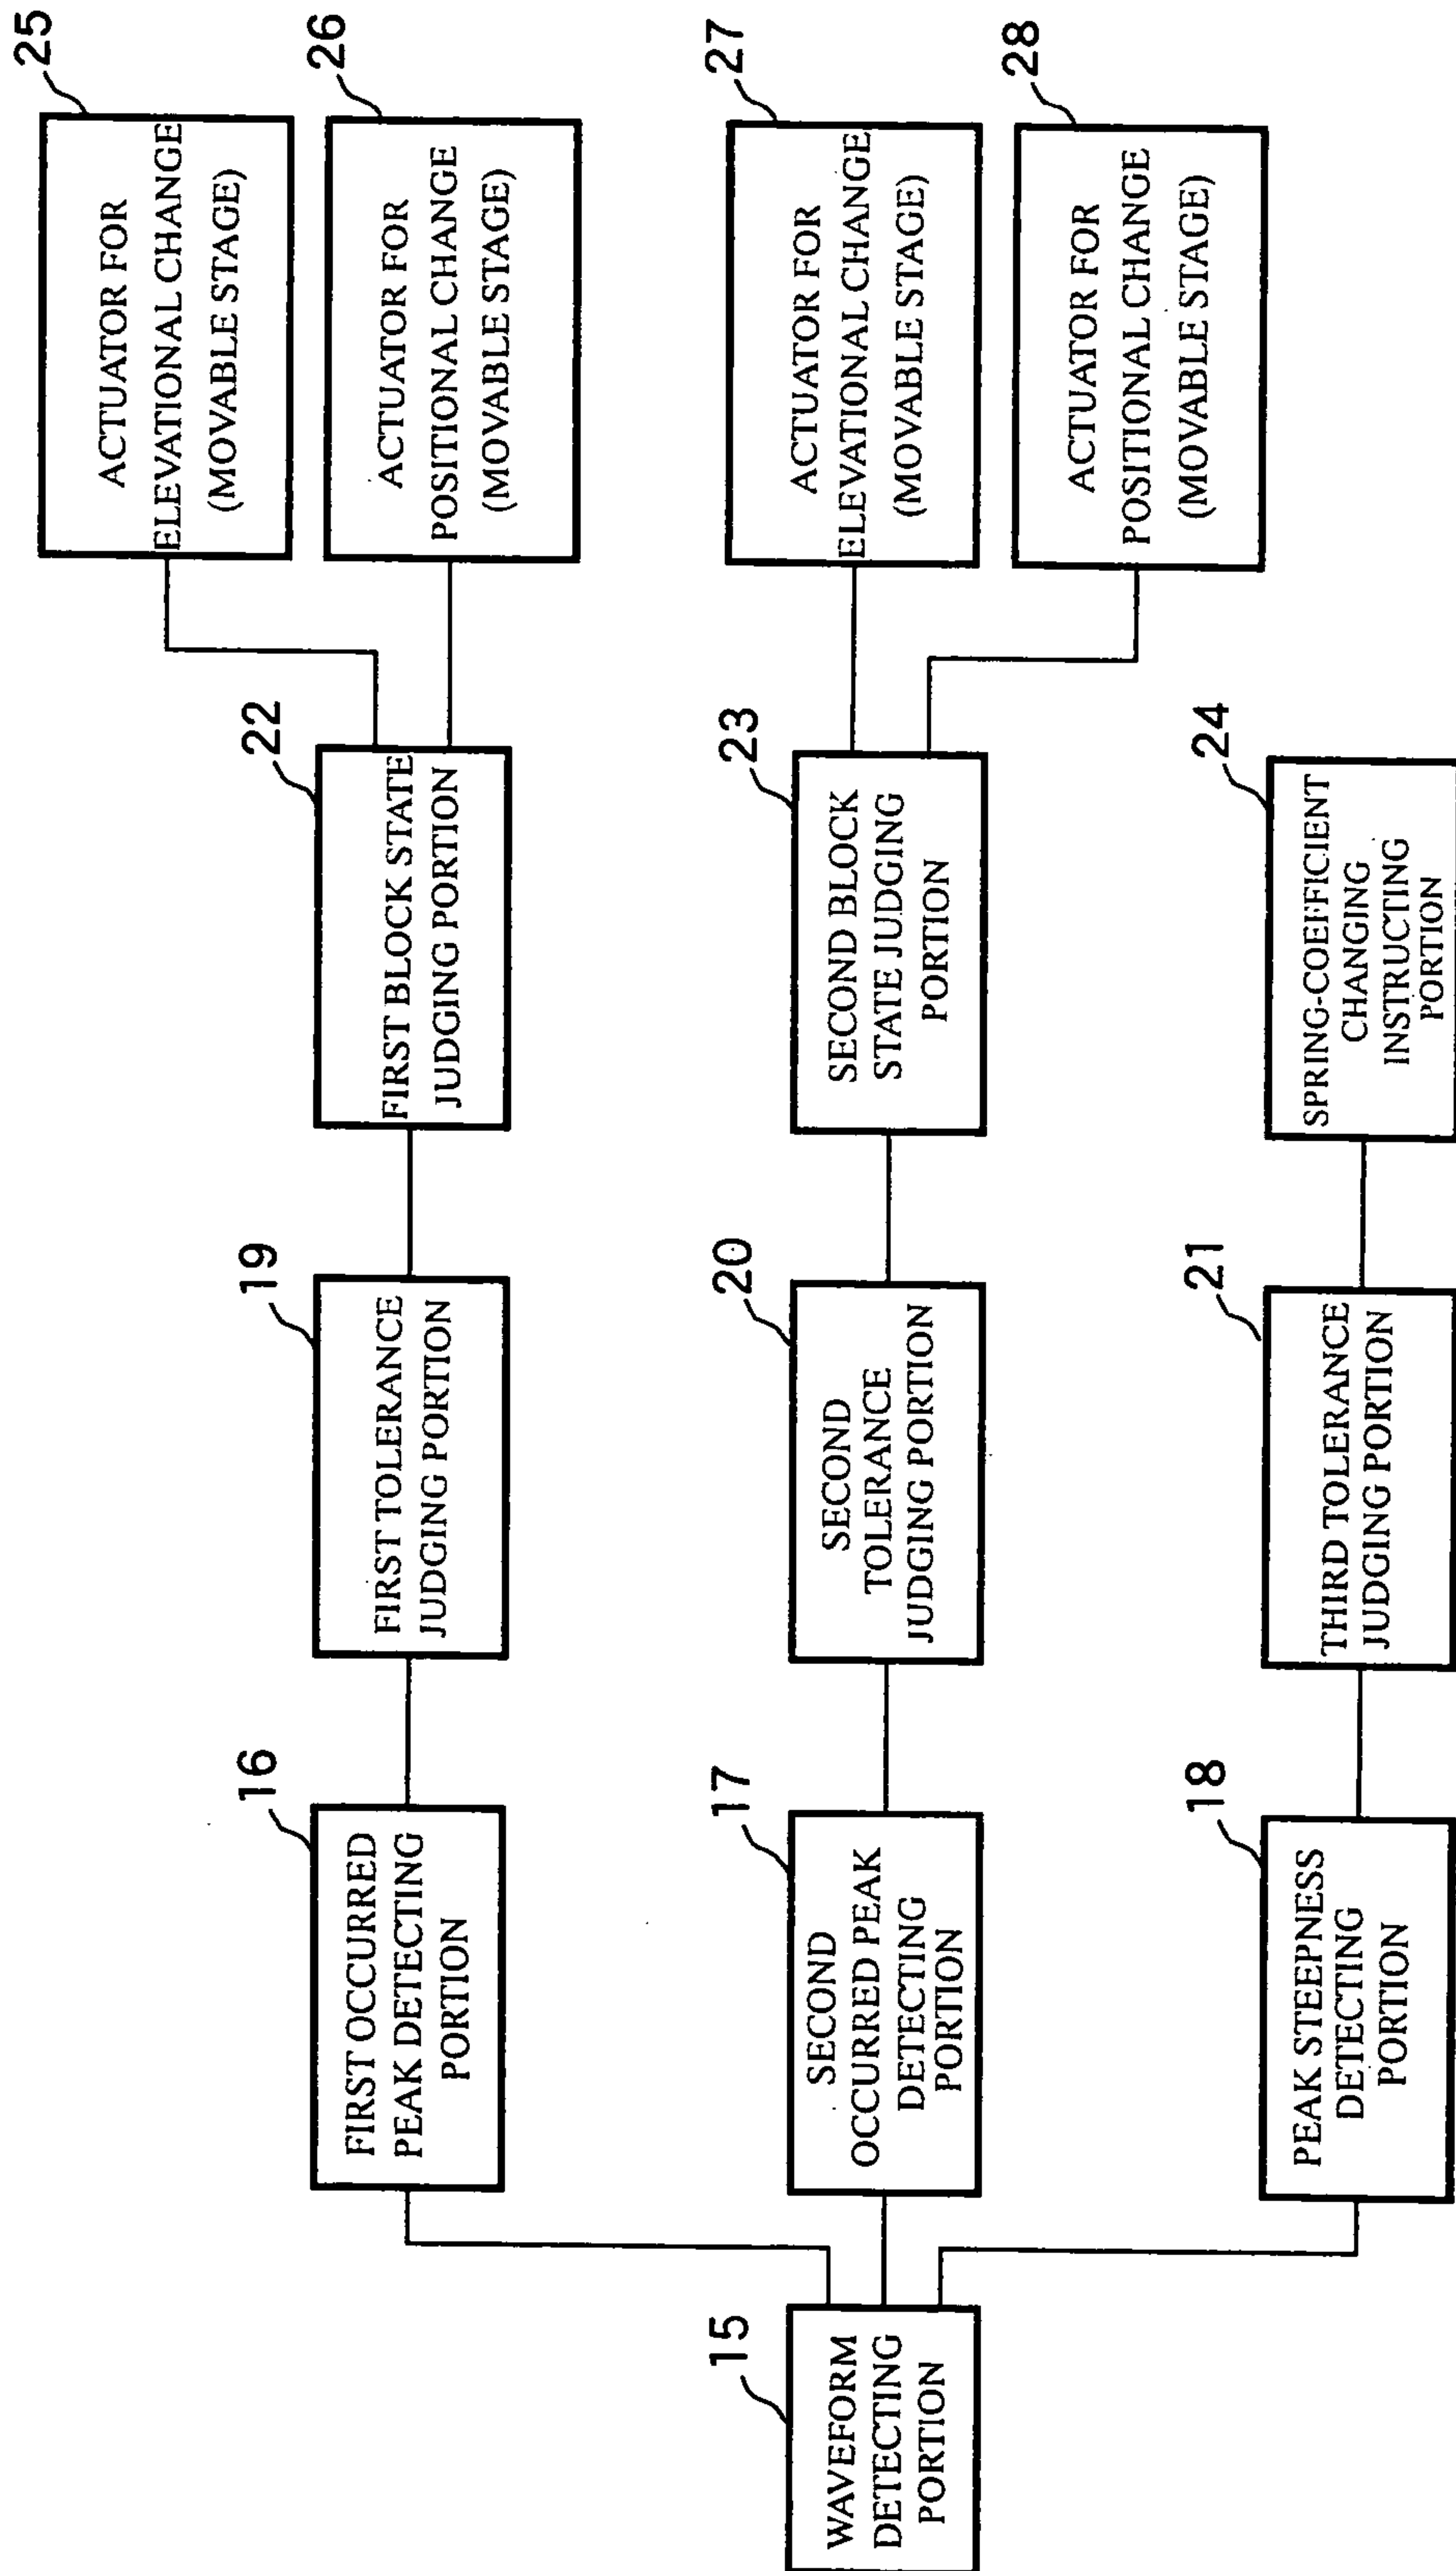 15
WAVEFORM
DETECTING
PORTION
16
FIRST OCCURRED
PEAK DETECTING
PORTION
17
SECOND
OCCURRED PEAK
DETECTING
PORTION
18
PEAK STEEPNESS
DETECTING
PORTION
19
FIRST TOLERANCE
JUDGING PORTION
20
SECOND
TOLERANCE
JUDGING PORTION
21
THIRD TOLERANCE
JUDGING PORTION
22
FIRST BLOCK STATE
JUDGING PORTION
23
SECOND BLOCK
STATE JUDGING
PORTION
24
SPRING-COEFFICIENT
CHANGING
INSTRUCTING
PORTION
25
ACTUATOR FOR
ELEVATIONAL CHANGE
(MOVABLE STAGE)
26
ACTUATOR FOR
POSITIONAL CHANGE
(MOVABLE STAGE)
27
ACTUATOR FOR
ELEVATIONAL CHANGE
(MOVABLE STAGE)
28
ACTUATOR FOR
POSITIONAL CHANGE
(MOVABLE STAGE)